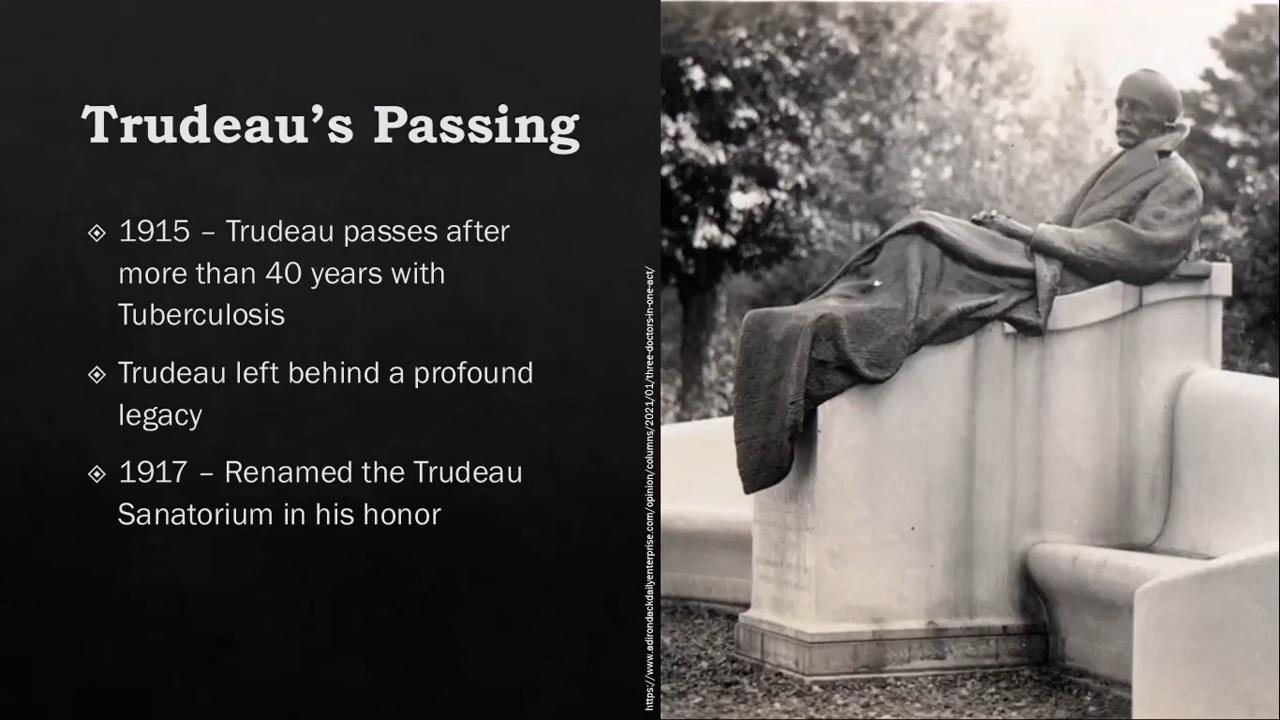 Trudeau’s Passing
1915 – Trudeau passes after
more than 40 years with
Tuberculosis
Trudeau left behind a profound
legacy
1917 – Renamed the Trudeau
Sanatorium in his honor
https://www.adirondackdailyenterprise.com/opinion/columns/2021/01/three-doctors-in-one-act/